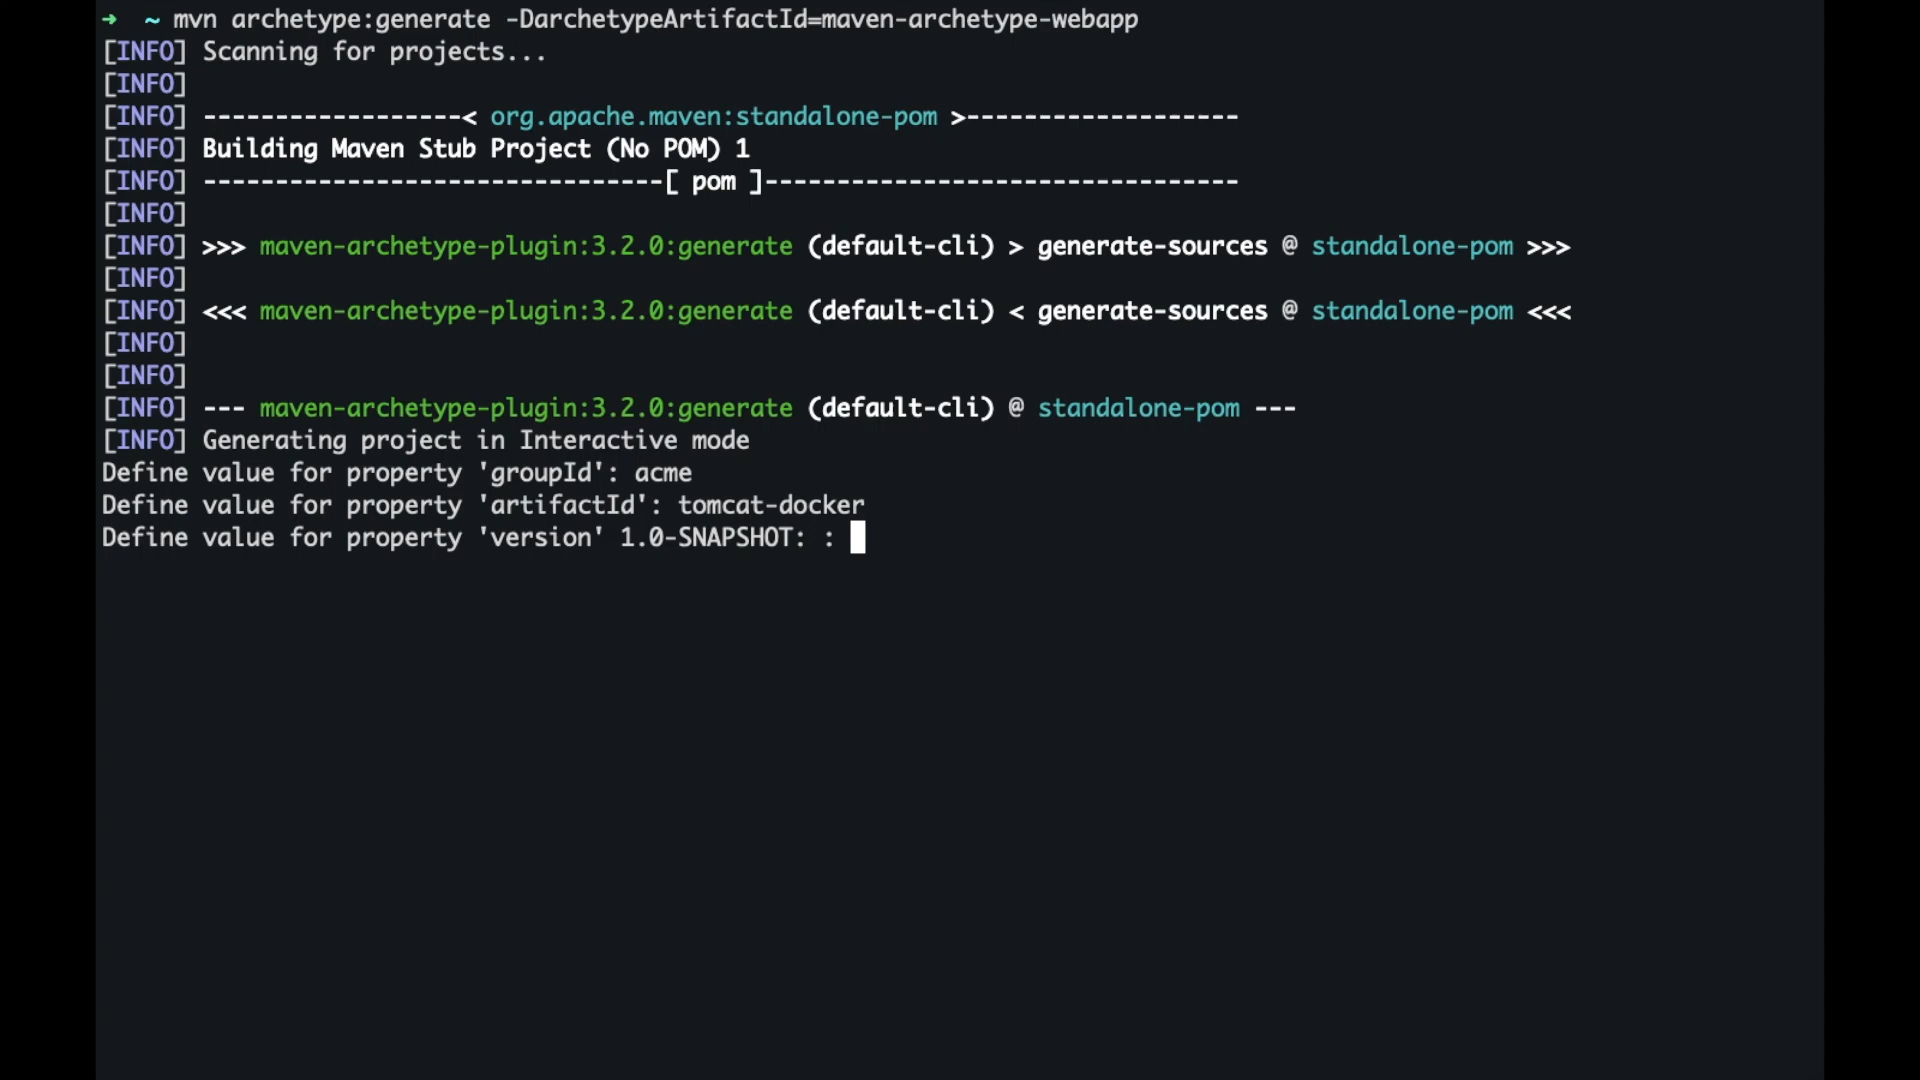 ➜  ~ mvn archetype:generate -DarchetypeArtifactId=maven-archetype-webapp
[INFO] Scanning for projects...
[INFO]
[INFO] ------------------< org.apache.maven:standalone-pom >-------------------
[INFO] Building Maven Stub Project (No POM) 1
[INFO] --------------------------------[ pom ]---------------------------------
[INFO]
[INFO] >>> maven-archetype-plugin:3.2.0:generate (default-cli) > generate-sources @ standalone-pom >>>
[INFO]
[INFO] <<< maven-archetype-plugin:3.2.0:generate (default-cli) < generate-sources @ standalone-pom <<<
[INFO]
[INFO]
[INFO] --- maven-archetype-plugin:3.2.0:generate (default-cli) @ standalone-pom ---
[INFO] Generating project in Interactive mode
Define value for property 'groupId': acme
Define value for property 'artifactId': tomcat-docker
Define value for property 'version' 1.0-SNAPSHOT: :